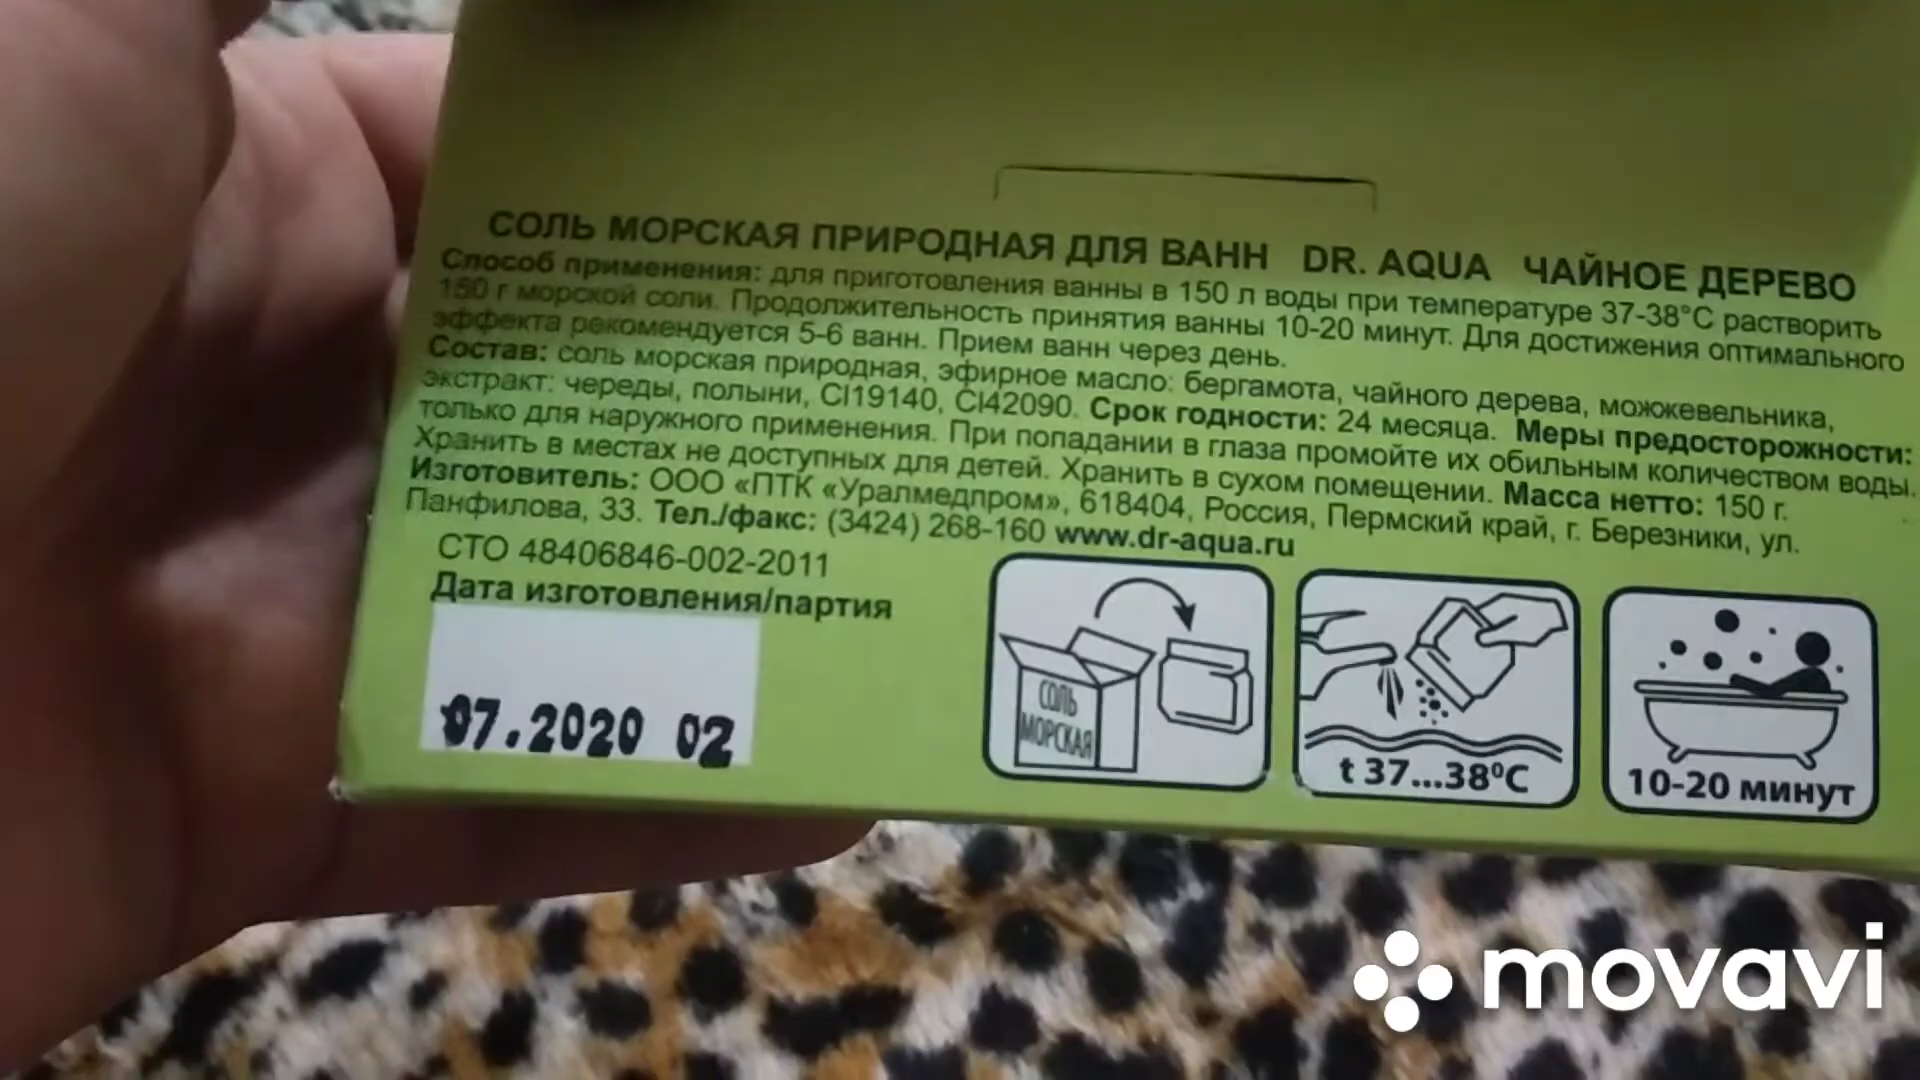 СОЛЬ МОРСКАЯ ПРИРОДНАЯ ДЛЯ ВАНН DR. AQUA ЧАЙНОЕ ДЕРЕВО
Способ применения: для приготовления ванны в 150 л воды при температуре 37-38°C растворить
150 г морской соли. Продолжительность принятия ванны 10-20 минут. Для достижения оптимального
эффекта рекомендуется 5-6 ванн. Прием ванн через день.
Состав: соль морская природная, эфирное масло: бергамота, чайного дерева, можжевельника,
экстракт: череды, полыни, CI19140, CI42090. Срок годности: 24 месяца. Меры предосторожности:
только для наружного применения. При попадании в глаза промойте их обильным количеством воды.
Хранить в местах не доступных для детей. Хранить в сухом помещении. Масса нетто: 150 г.
Изготовитель: ООО «ПТК «Уралмедпром», 618404, Россия, Пермский край, г. Березники, ул.
Панфилова, 33. Тел./факс: (3424) 268-160 www.dr-aqua.ru
СТО 48406846-002-2011
Дата изготовления/партия
07.2020 02
СОЛЬ
МОРСКАЯ
t 37...38⁰C
10-20 минут
movavi